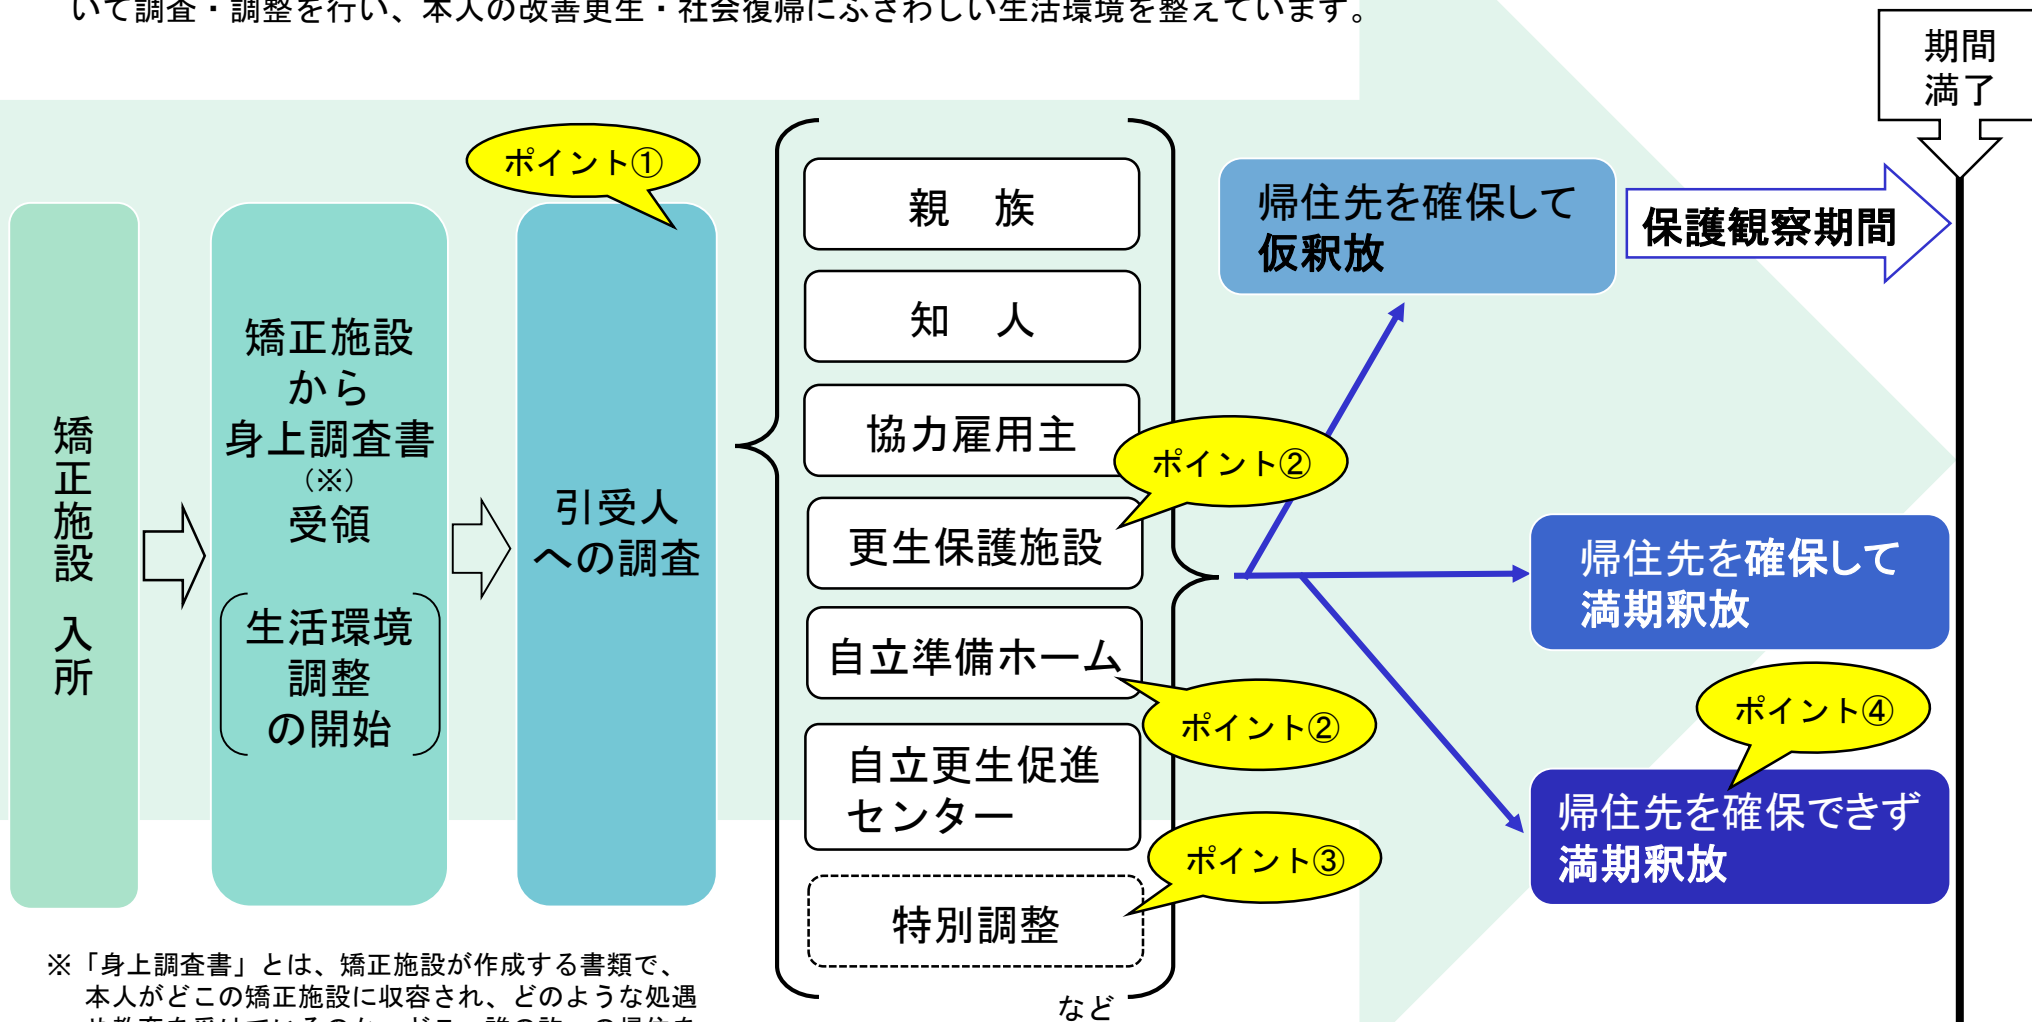 いて調査・調整を行い、本人の改善更生・社会復帰にふさわしい生活環境を整えています。
期間
満了
ポイント①
矯正施設 入所
矯正施設
から
身上調査書
(※)
受領
生活環境
調整
の開始
引受人
への調査
親 族
知 人
協力雇用主
ポイント②
更生保護施設
自立準備ホーム
ポイント②
自立更生促進
センター
ポイント③
特別調整
など
帰住先を確保して
仮釈放
保護観察期間
帰住先を確保して
満期釈放
ポイント④
帰住先を確保できず
満期釈放
※「身上調査書」とは、矯正施設が作成する書類で、
本人がどこの矯正施設に収容され、どのような処遇